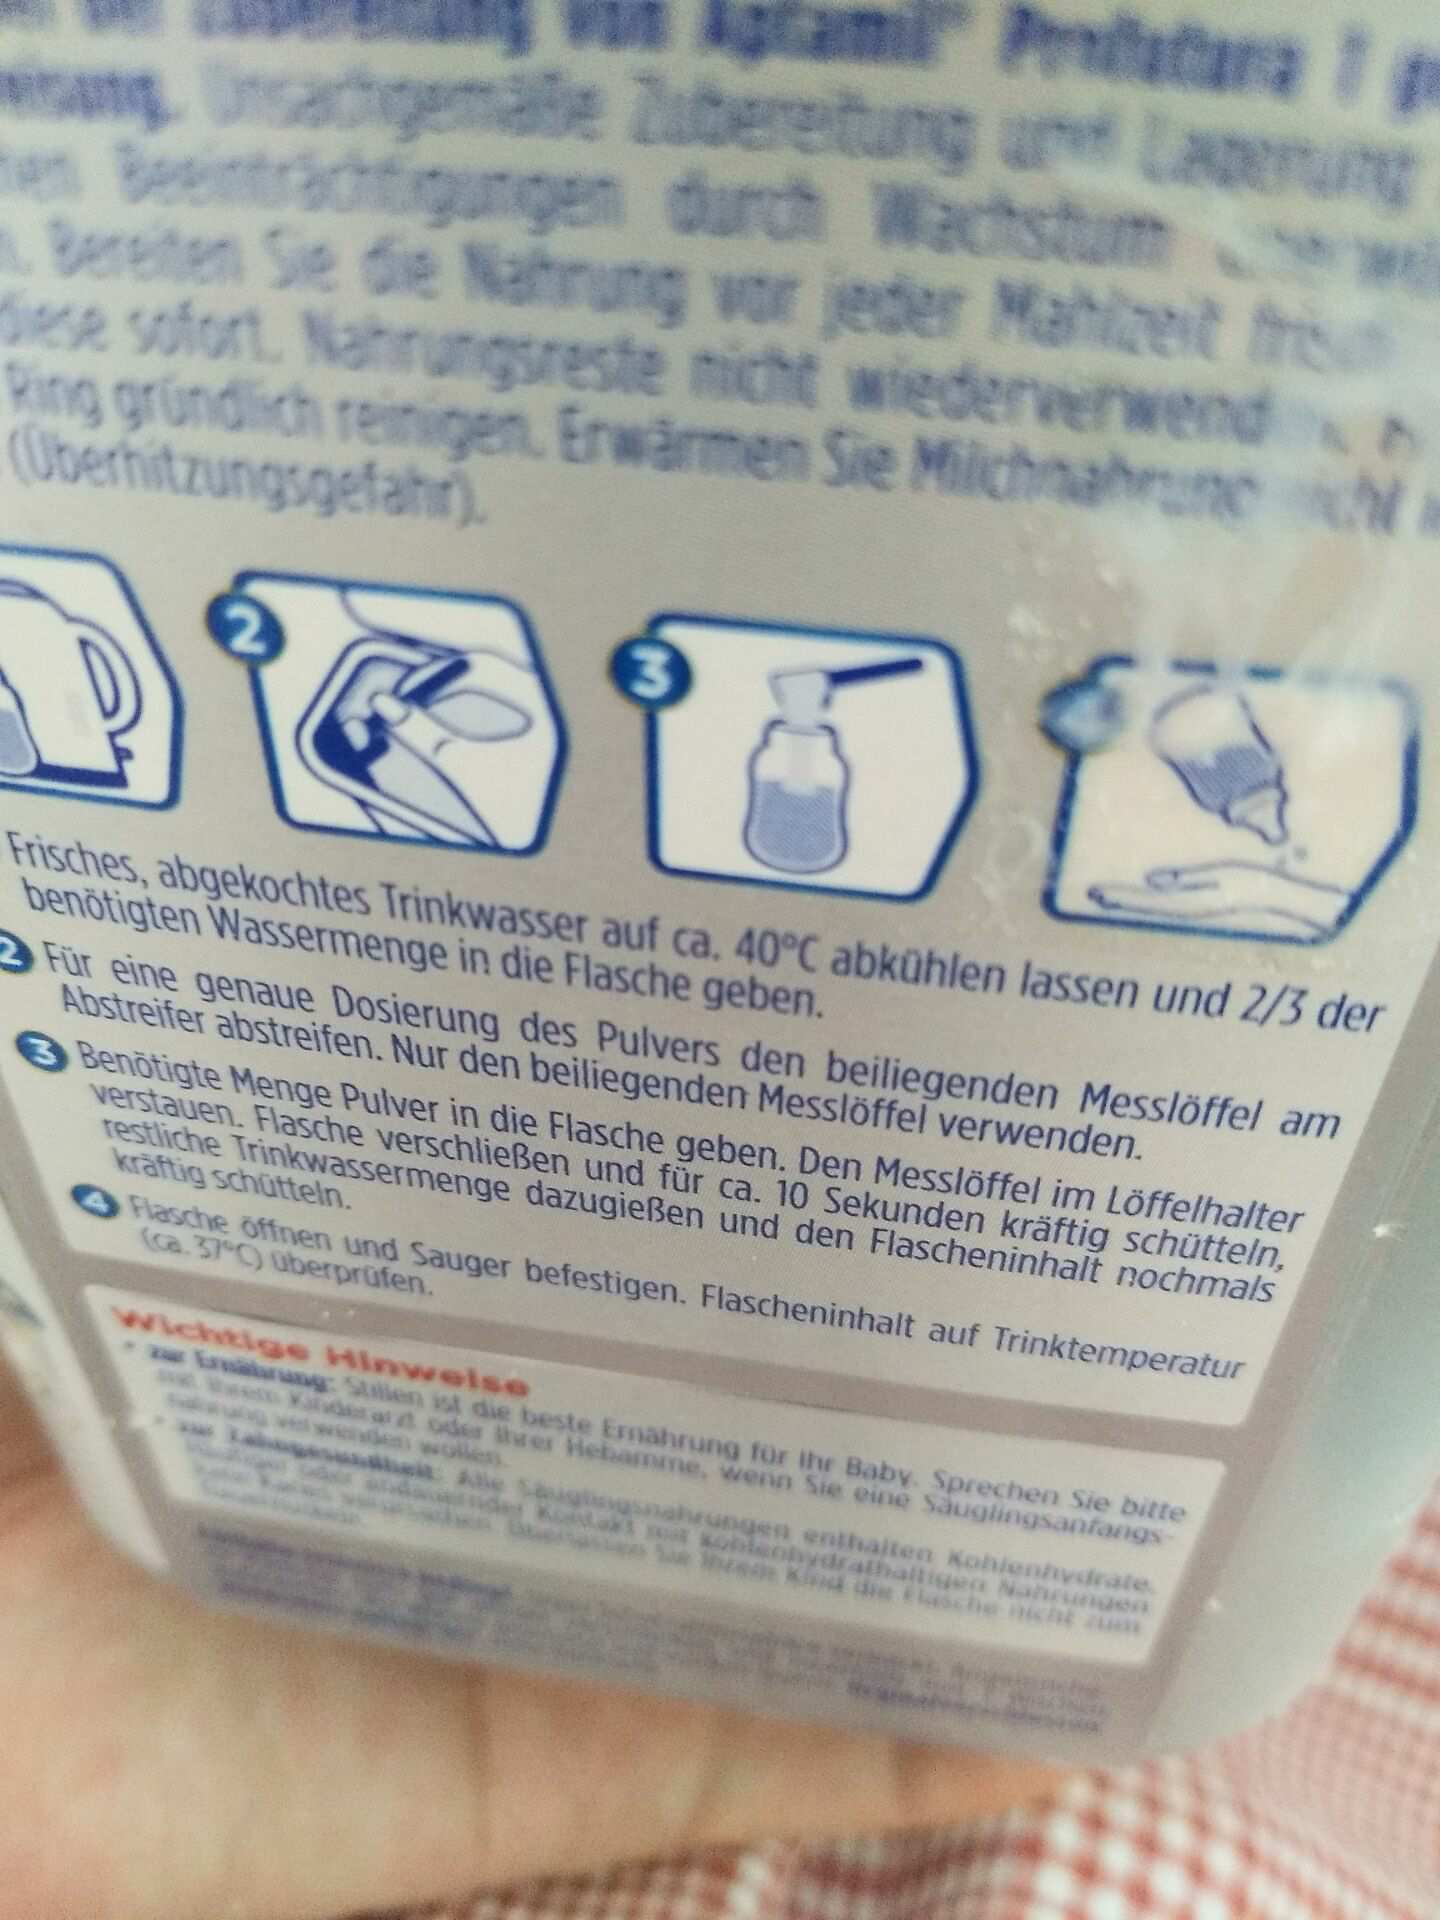 Zubereitung von Aptamil Profutura 1
Unsachgemäße Zubereitung und Lagerung
Beeinträchtigungen durch Wachstum
Bereiten Sie die Nahrung vor jeder Mahlzeit
diese sofort. Nahrungsreste nicht
Ring gründlich reinigen. Erwärmen Sie Milchnahrung
(Überhitzungsgefahr).
2 3 4
Frisches, abgekochtes Trinkwasser auf ca. 40°C abkühlen lassen und 2/3 der
benötigten Wassermenge in die Flasche geben.
2 Für eine genaue Dosierung des Pulvers den beiliegenden Messlöffel am
Abstreifer abstreifen. Nur den beiliegenden Messlöffel verwenden.
3 Benötigte Menge Pulver in die Flasche geben. Den Messlöffel im Löffelhalter
verstauen. Flasche verschließen und für ca. 10 Sekunden kräftig schütteln,
restliche Trinkwassermenge dazugießen und den Flascheninhalt nochmals
kräftig schütteln.
4 Flasche öffnen und Sauger befestigen. Flascheninhalt auf Trinktemperatur
(ca. 37°C) überprüfen.
Wichtige Hinweise
• zur Ernährung: Stillen ist die beste Ernährung für Ihr Baby. Sprechen Sie bitte
mit Ihrem Kinderarzt oder Ihrer Hebamme, wenn Sie eine Säuglingsanfangs-
nahrung verwenden wollen.
• zur Zahngesundheit: Alle Säuglingsnahrungen enthalten Kohlenhydrate.
Häufiger oder andauernder Kontakt mit kohlenhydrathaltigen Nahrungen
kann Karies verursachen. Überlassen Sie Ihrem Kind die Flasche nicht zum